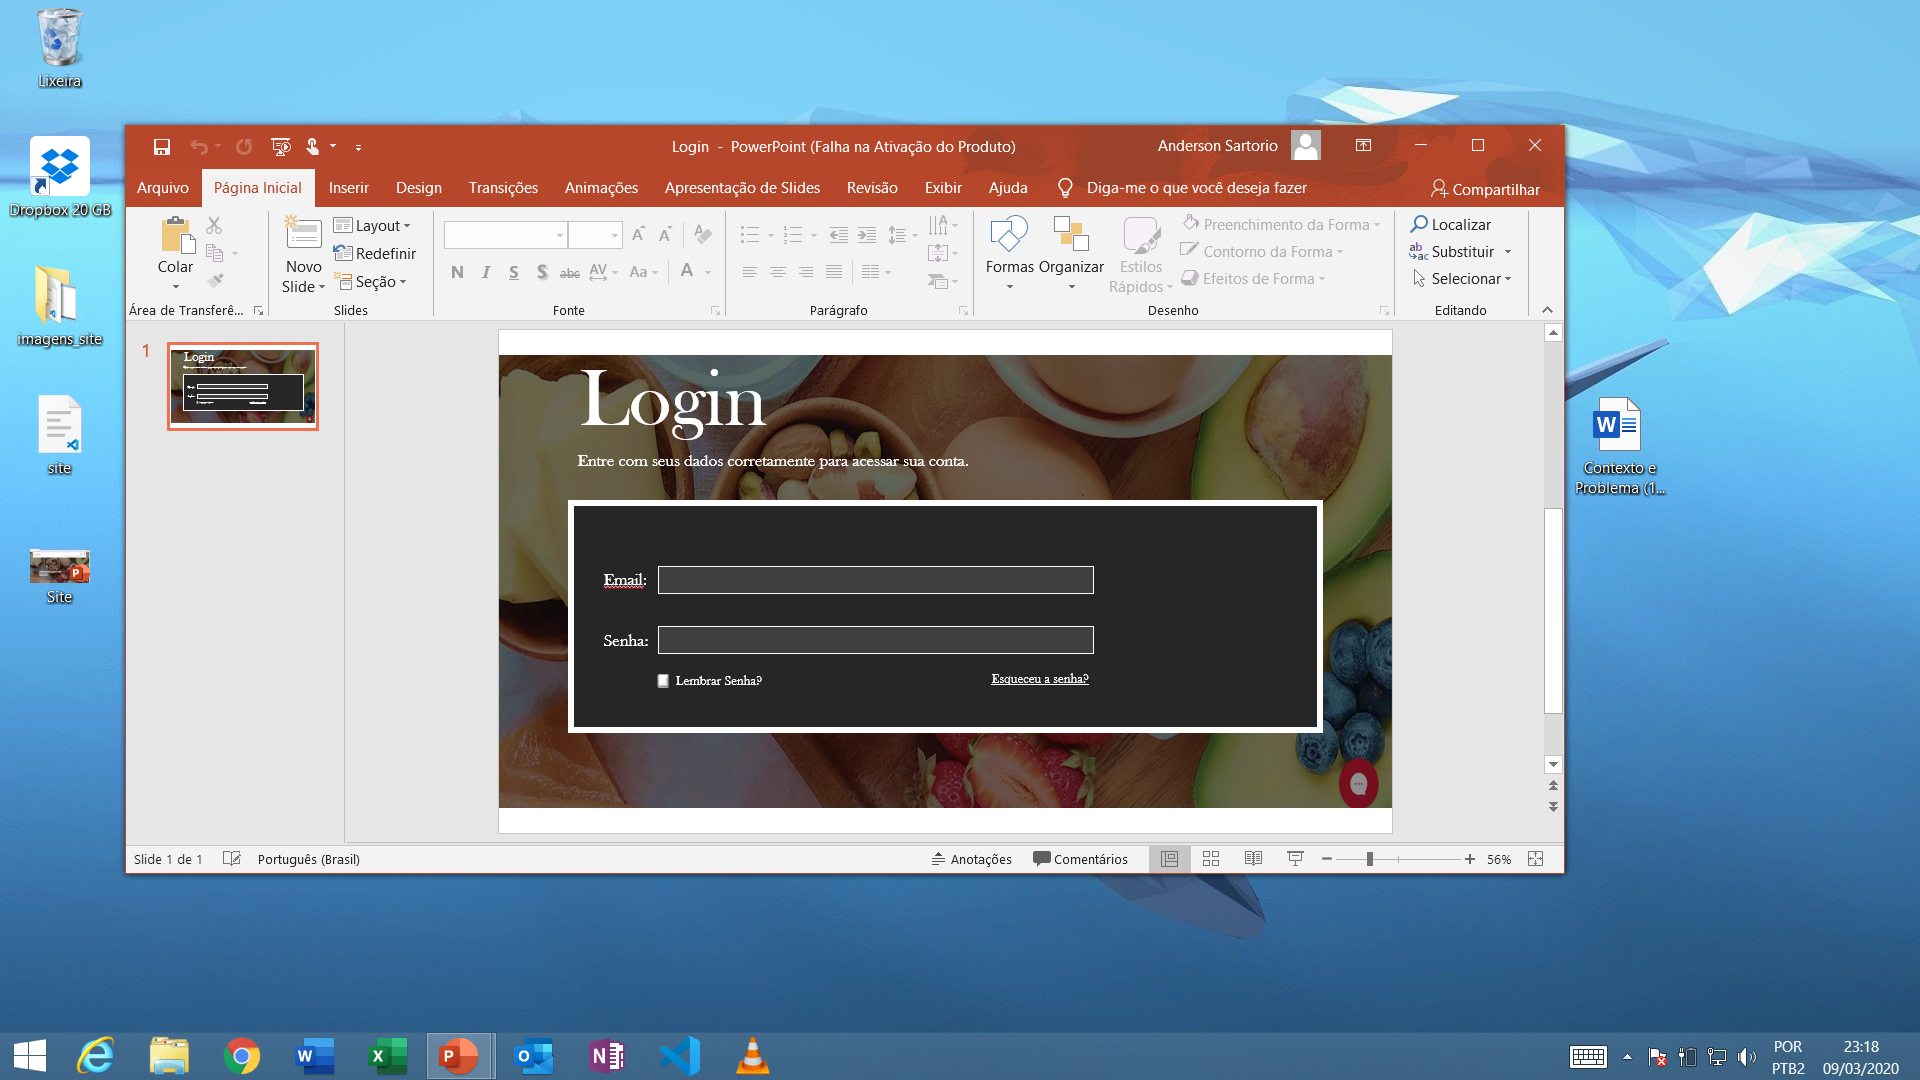 Lixeira
Dropbox 20 GB
imagens_site
site
Site
Contexto e
Problema (1...
Login - PowerPoint (Falha na Ativação do Produto)
Anderson Sartorio
Arquivo
Página Inicial
Inserir
Design
Transições
Animações
Apresentação de Slides
Revisão
Exibir
Ajuda
Diga-me o que você deseja fazer
Compartilhar
Colar
Área de Transferê...
Novo
Slide
Layout
Redefinir
Seção
Slides
N I S S abc AV Aa A
Fonte
Parágrafo
Formas
Organizar
Estilos
Rápidos
Preenchimento da Forma
Contorno da Forma
Efeitos de Forma
Desenho
Localizar
Substituir
Selecionar
Editando
1
Login
Login
Entre com seus dados corretamente para acessar sua conta.
Email:
Senha:
Lembrar Senha?
Esqueceu a senha?
Slide 1 de 1
Português (Brasil)
Anotações
Comentários
56%
POR
PTB2
23:18
09/03/2020